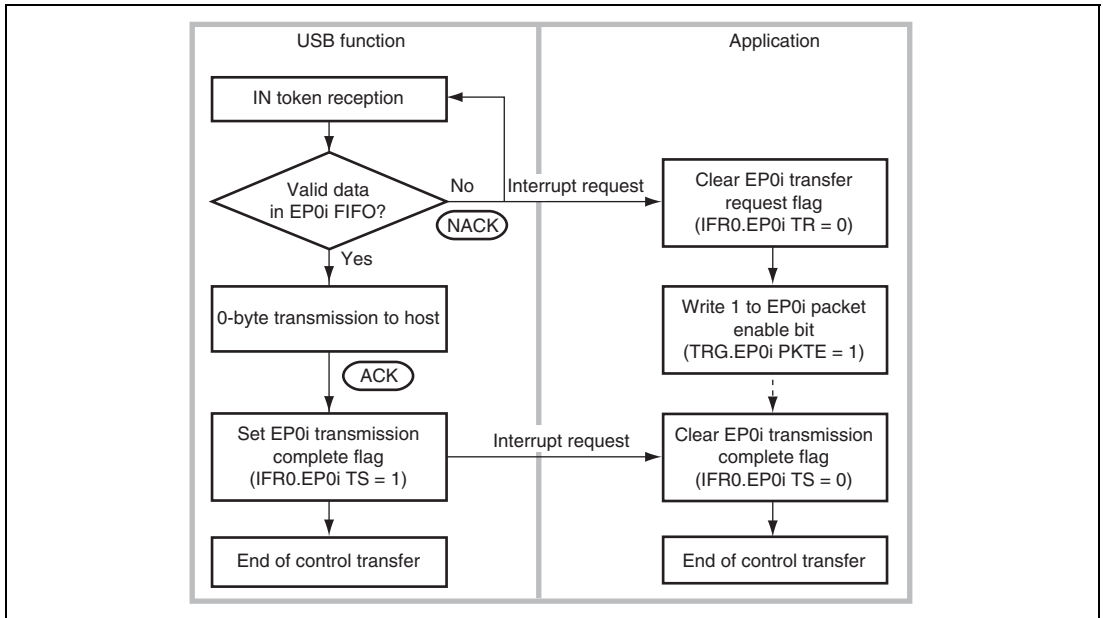 USB function
Application
IN token reception
Valid data
in EP0i FIFO?
No
NACK
Interrupt request
Clear EP0i transfer
request flag
(IFR0.EP0i TR = 0)
Yes
0-byte transmission to host
Write 1 to EP0i packet
enable bit
(TRG.EP0i PKTE = 1)
ACK
Set EP0i transmission
complete flag
(IFR0.EP0i TS = 1)
Interrupt request
Clear EP0i transmission
complete flag
(IFR0.EP0i TS = 0)
End of control transfer
End of control transfer